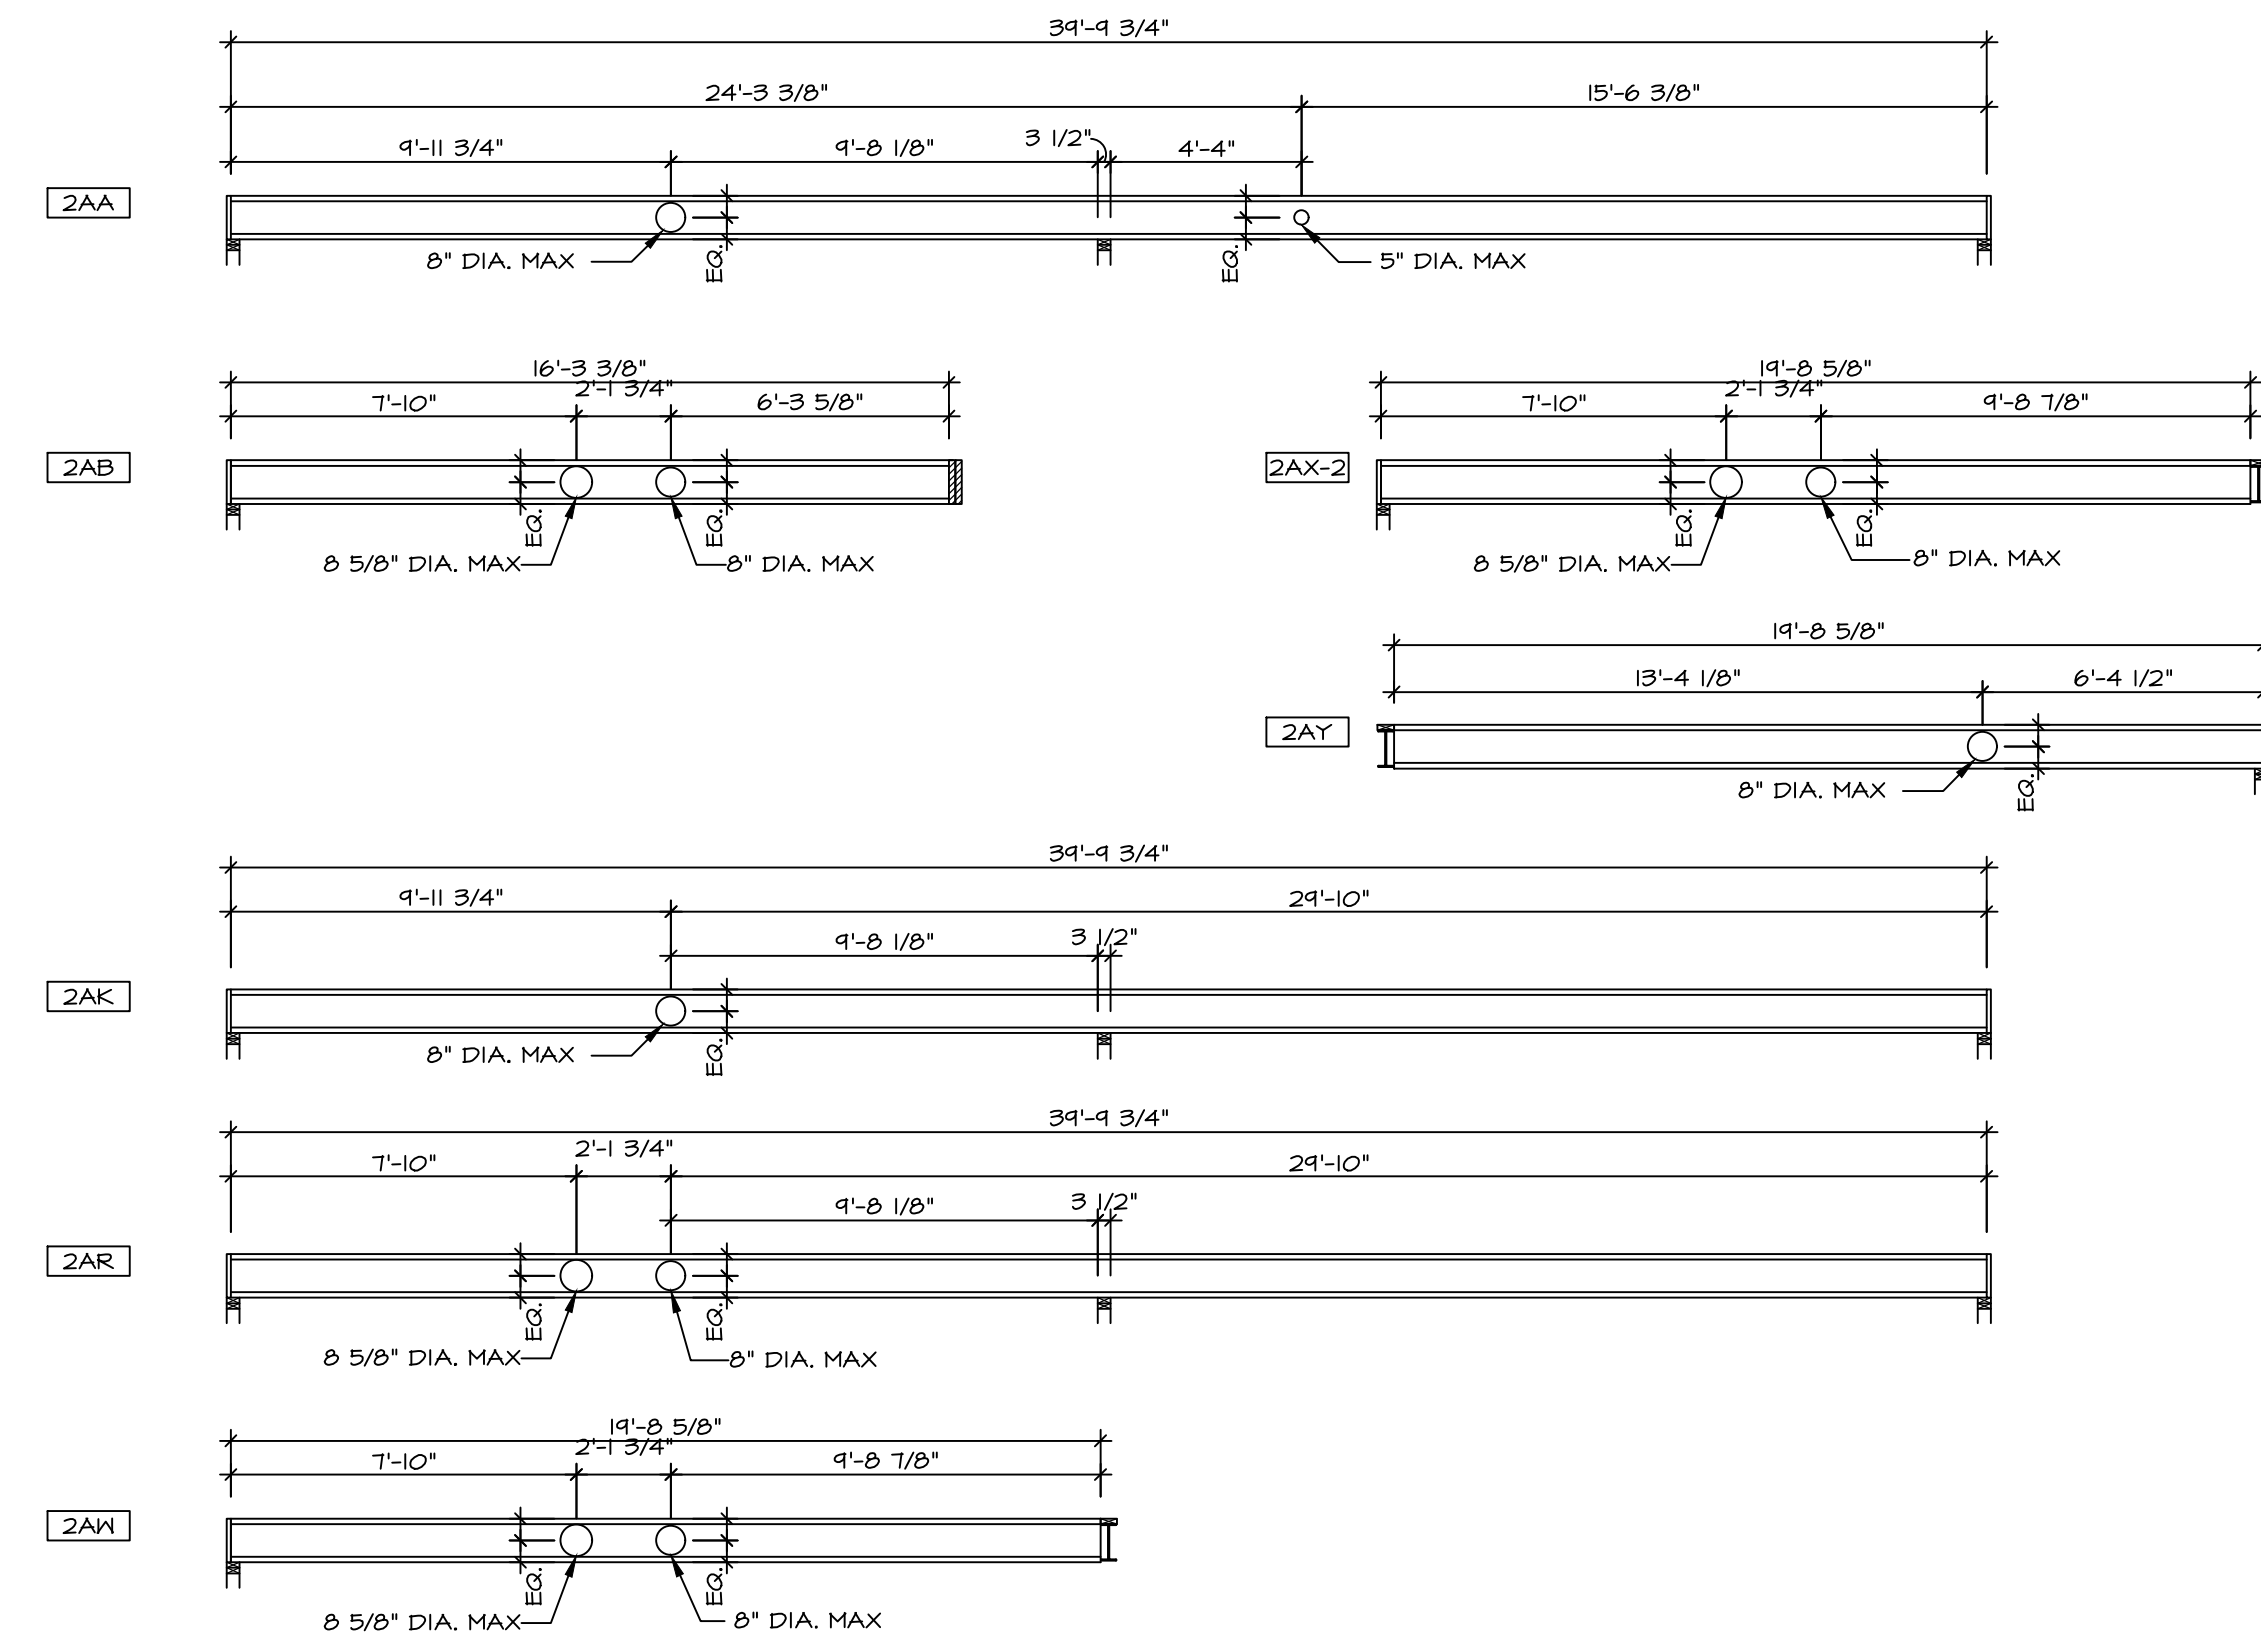 39'-9 3/4"
24'-3 3/8" 15'-6 3/8"
9'-11 3/4" 9'-8 1/8" 3 1/2" 4'-4"
2AA
8" DIA. MAX EQ. EQ. 5" DIA. MAX
16'-3 3/8"
2'-1 3/4"
7'-10" 6'-3 5/8"
2AB
EQ. EQ.
8 5/8" DIA. MAX 8" DIA. MAX
19'-8 5/8"
2'-1 3/4"
7'-10" 9'-8 7/8"
2AX-2
EQ. EQ.
8 5/8" DIA. MAX 8" DIA. MAX
19'-8 5/8"
13'-4 1/8" 6'-4 1/2"
2AY
8" DIA. MAX EQ.
39'-9 3/4"
9'-11 3/4" 29'-10"
9'-8 1/8" 3 1/2"
2AK
8" DIA. MAX EQ.
39'-9 3/4"
2'-1 3/4"
7'-10" 29'-10"
9'-8 1/8" 3 1/2"
2AR
EQ. EQ.
8 5/8" DIA. MAX 8" DIA. MAX
19'-8 5/8"
2'-1 3/4"
7'-10" 9'-8 7/8"
2AW
EQ. EQ.
8 5/8" DIA. MAX 8" DIA. MAX